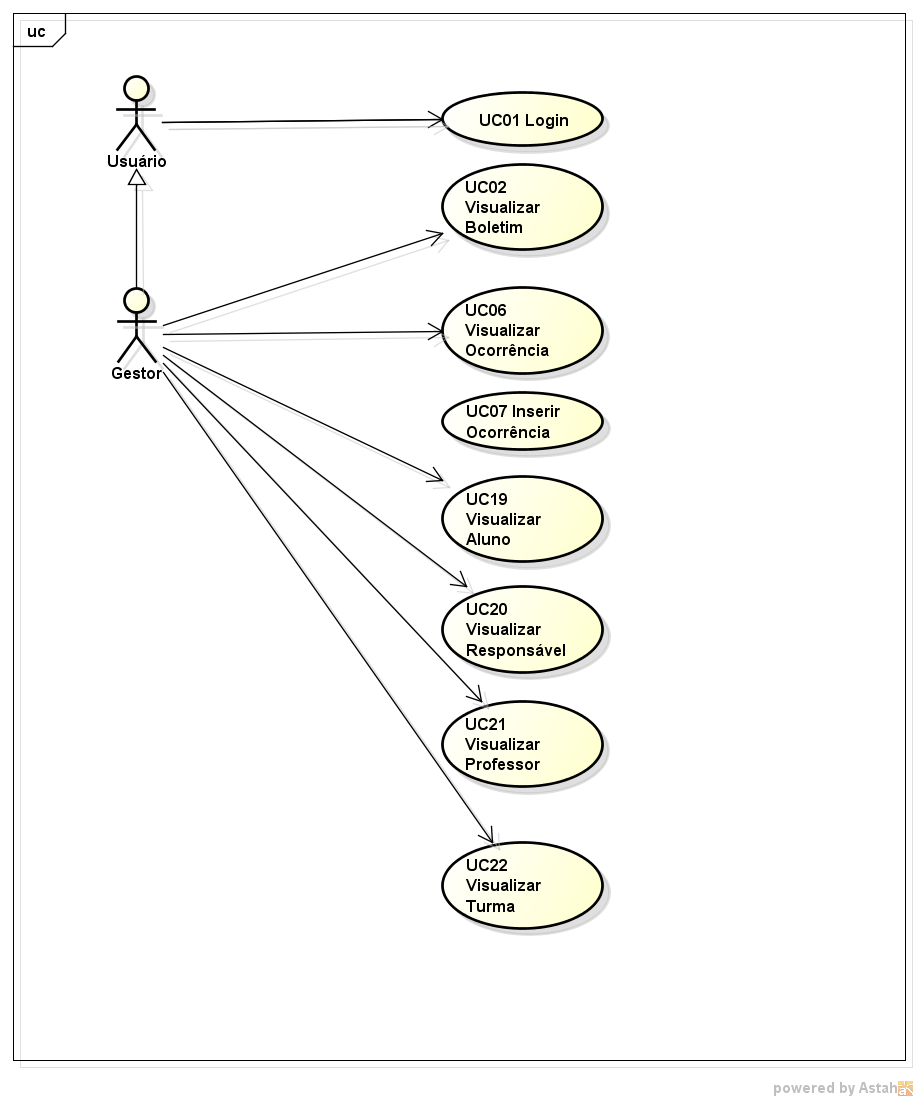 uc
Usuário
UC01 Login
UC02
Visualizar
Boletim
Gestor
UC06
Visualizar
Ocorrência
UC07 Inserir
Ocorrência
UC19
Visualizar
Aluno
UC20
Visualizar
Responsável
UC21
Visualizar
Professor
UC22
Visualizar
Turma
powered by Astah